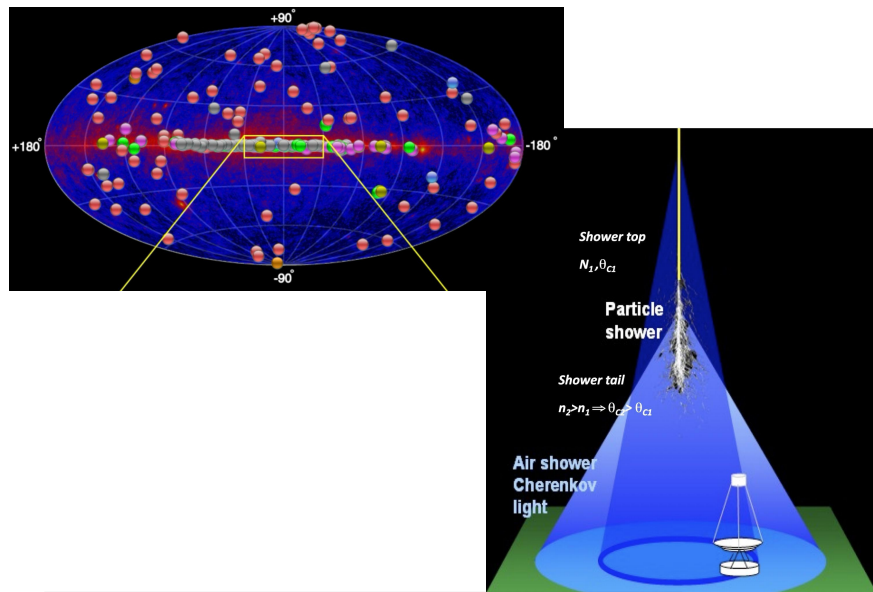 +90°
+180°
-180°
-90°
Shower top
N1,θC1
Particle
shower
Shower tail
n2>n1⇒θC2>θC1
Air shower
Cherenkov
light